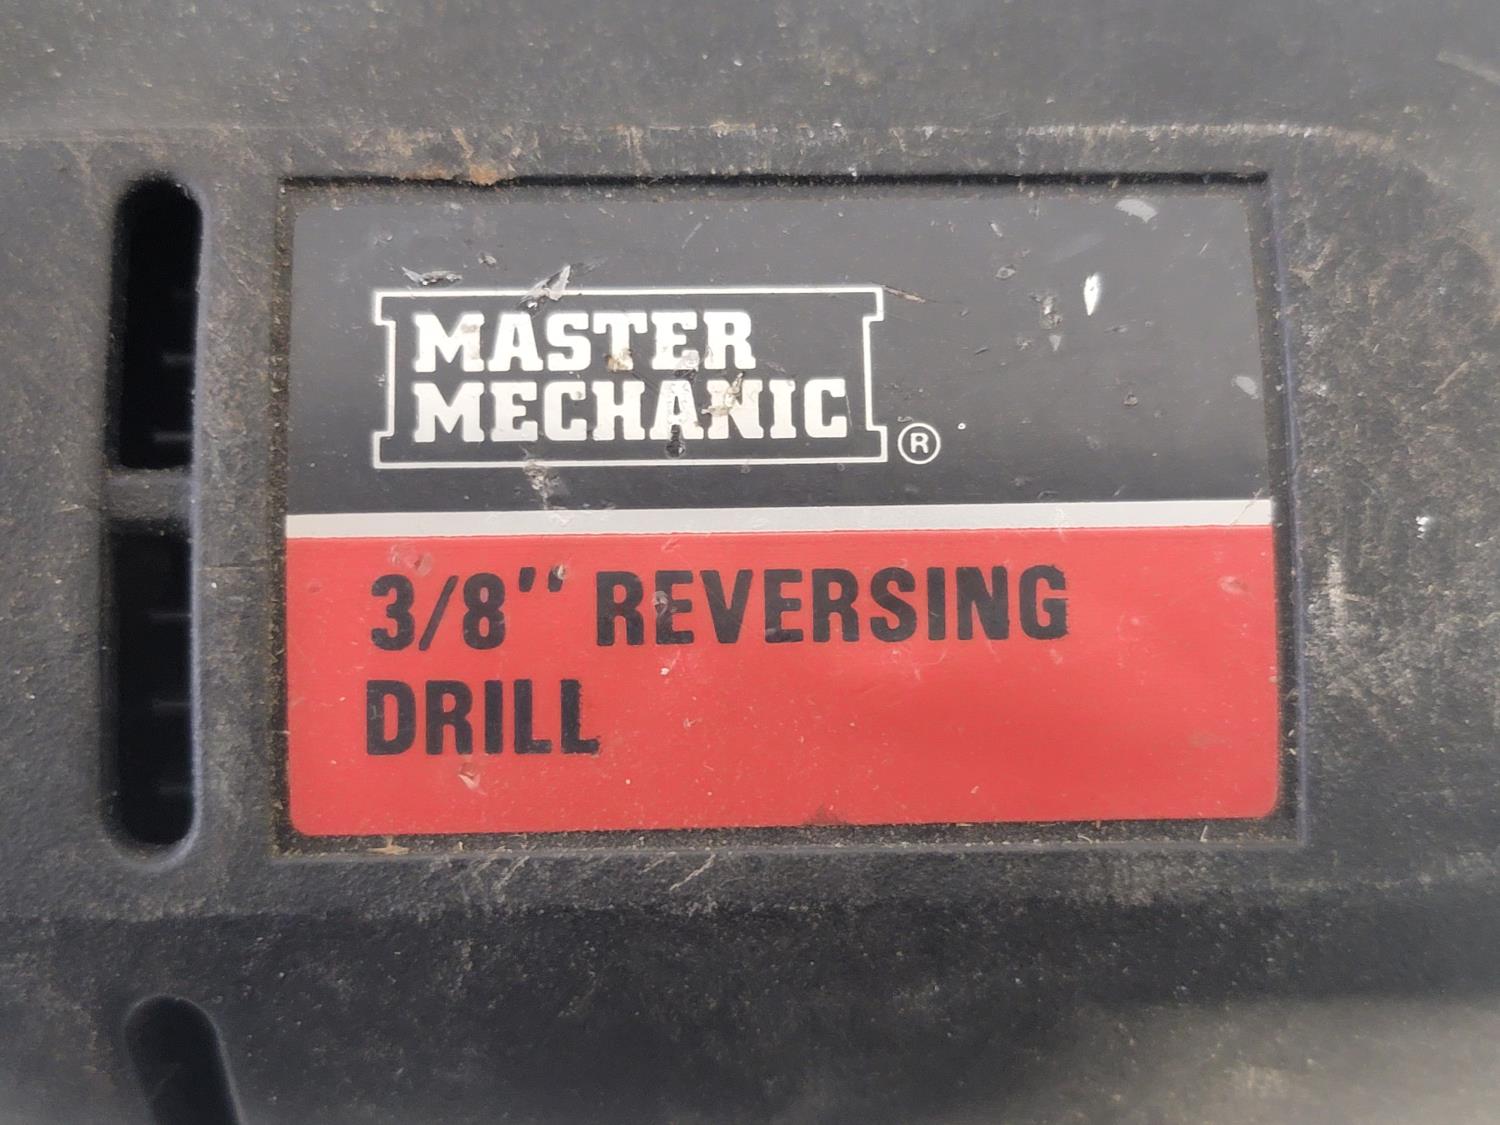 MASTER
MECHANIC®
3/8" REVERSING
DRILL